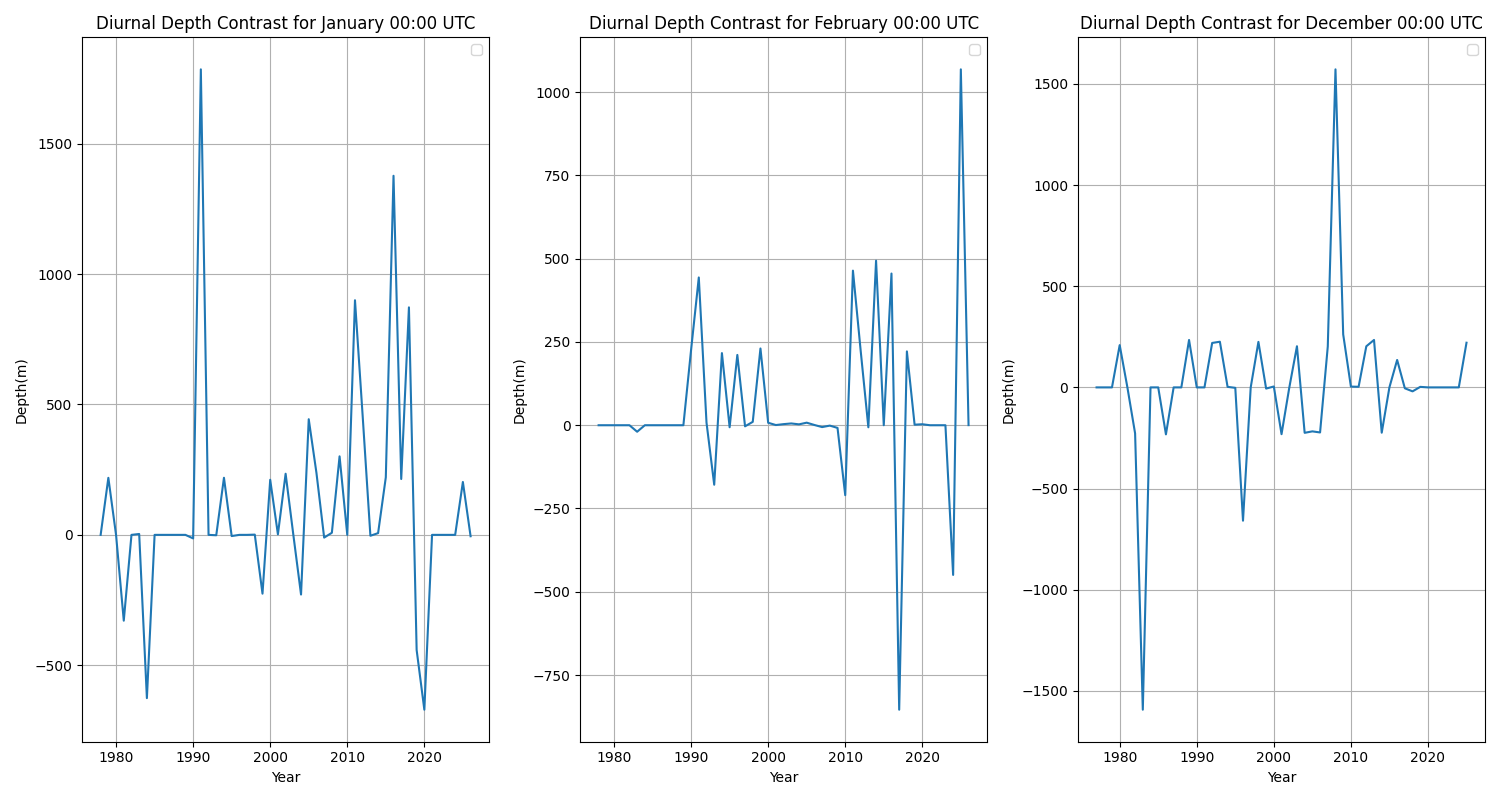 Diurnal Depth Contrast for January 00:00 UTC
Depth(m)
1500
1000
500
0
−500
1980 1990 2000 2010 2020
Year
Diurnal Depth Contrast for February 00:00 UTC
Depth(m)
1000
750
500
250
0
−250
−500
−750
1980 1990 2000 2010 2020
Year
Diurnal Depth Contrast for December 00:00 UTC
Depth(m)
1500
1000
500
0
−500
−1000
−1500
1980 1990 2000 2010 2020
Year